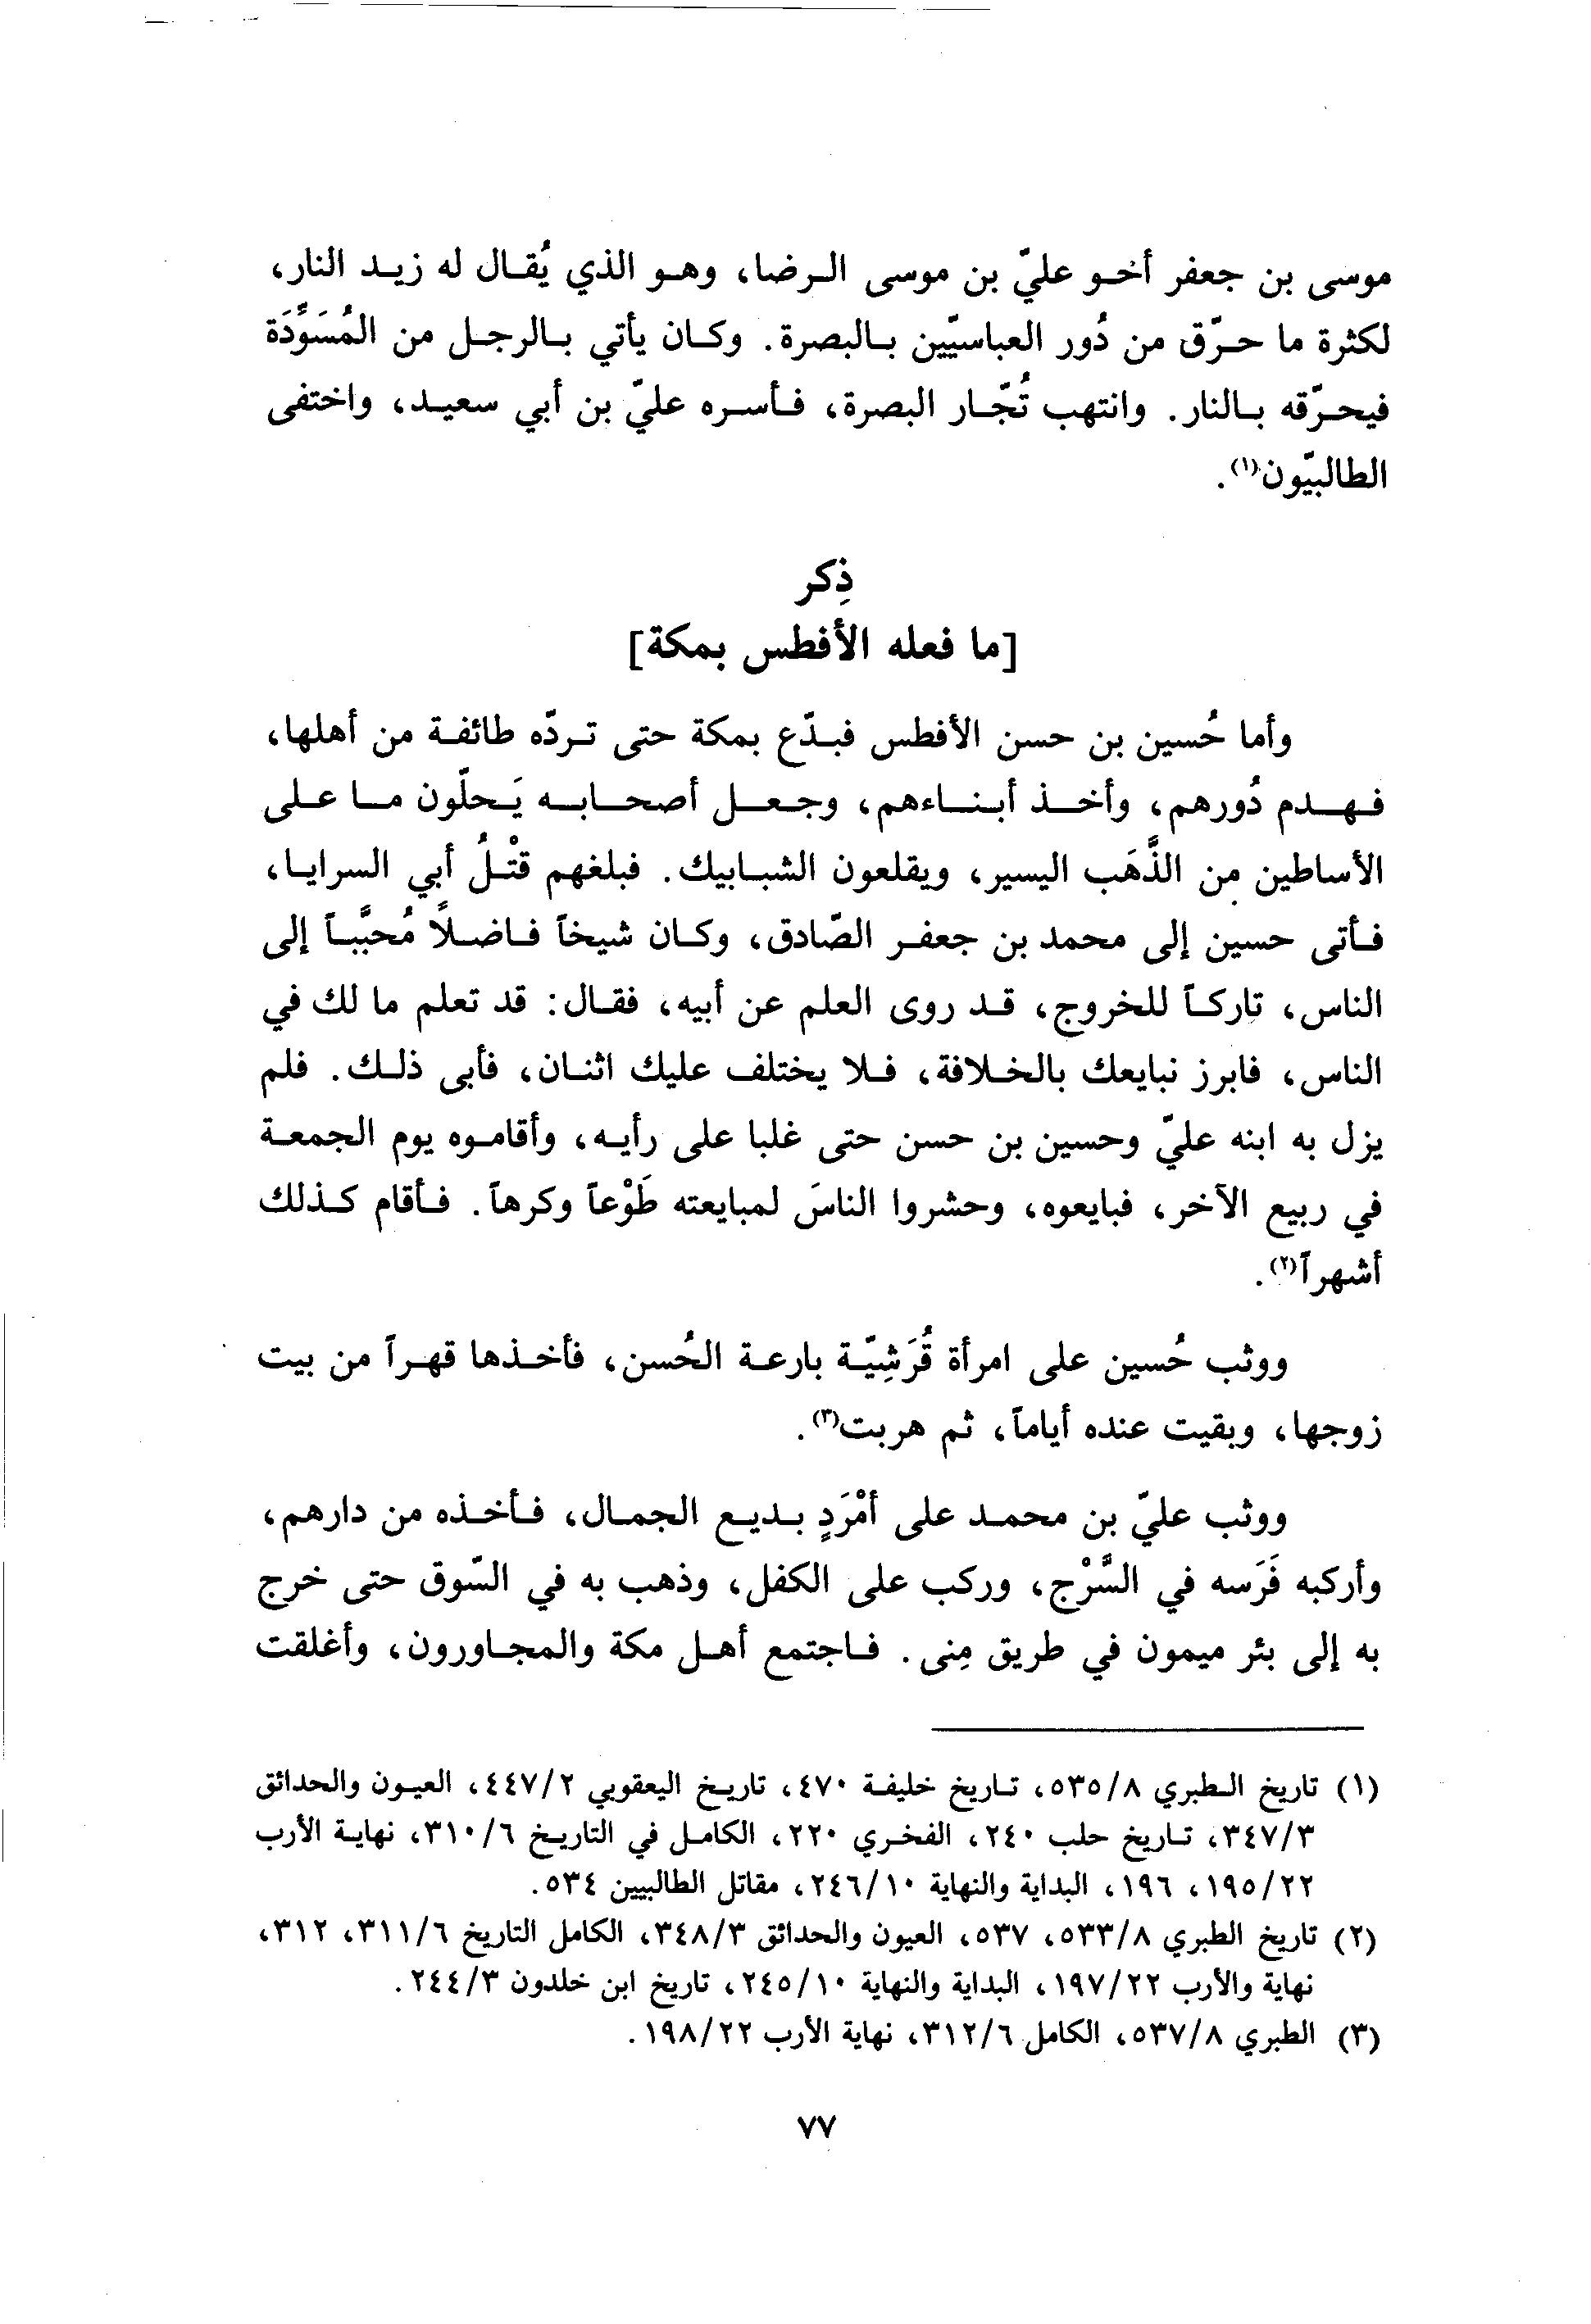 موسى بن جعفر أخو عليّ بن موسى الرضا، وهو الذي يُقال له زيد النار،
لكثرة ما حرّق من دُور العباسيّين بالبصرة. وكان يأتي بالرجل من المُسَوَّدَة
فيحرّقه بالنار. وانتهب تُجّار البصرة، فأسره عليّ بن أبي سعيد، واختفى
الطالبيّون(١).
ذِكر
[ما فعله الأفطس بمكة]
وأما حُسين بن حسن الأفطس فبدّع بمكة حتى تردّه طائفة من أهلها،
فهدم دُورهم، وأخذ أبناءهم، وجعل أصحابه يَحلّون ما على
الأساطين من الذَّهَب اليسير، ويقلعون الشبابيك. فبلغهم قتْلُ أبي السرايا،
فأتى حسين إلى محمد بن جعفر الصّادق، وكان شيخاً فاضلاً مُحبَّباً إلى
الناس، تاركاً للخروج، قد روى العلم عن أبيه، فقال: قد تعلم ما لك في
الناس، فابرز نبايعك بالخلافة، فلا يختلف عليك اثنان، فأبى ذلك. فلم
يزل به ابنه عليّ وحسين بن حسن حتى غلبا على رأيه، وأقاموه يوم الجمعة
في ربيع الآخر، فبايعوه، وحشروا الناسَ لمبايعته طَوْعاً وكرهاً. فأقام كذلك
أشهراً(٢).
ووثب حُسين على امرأة قُرَشِيّة بارعة الحُسن، فأخذها قهراً من بيت
زوجها، وبقيت عنده أياماً، ثم هربت(٣).
ووثب عليّ بن محمد على أمْرَدٍ بديع الجمال، فأخذه من دارهم،
وأركبه فَرَسه في السَّرْج، وركب على الكفل، وذهب به في السّوق حتى خرج
به إلى بئر ميمون في طريق مِنى. فاجتمع أهل مكة والمجاورون، وأغلقت
(١) تاريخ الطبري ٥٣٥/٨، تاريخ خليفة ٤٧٠، تاريخ اليعقوبي ٤٤٧/٢، العيون والحدائق
٣٤٧/٣، تاريخ حلب ٢٤٠، الفخري ٢٢٠، الكامل في التاريخ ٣١٠/٦، نهاية الأرب
١٩٥/٢٢، ١٩٦، البداية والنهاية ٢٤٦/١٠، مقاتل الطالبيين ٥٣٤.
(٢) تاريخ الطبري ٥٣٣/٨، ٥٣٧، العيون والحدائق ٣٤٨/٣، الكامل التاريخ ٣١١/٦، ٣١٢،
نهاية والأرب ١٩٧/٢٢، البداية والنهاية ٢٤٥/١٠، تاريخ ابن خلدون ٢٤٤/٣.
(٣) الطبري ٥٣٧/٨، الكامل ٣١٢/٦، نهاية الأرب ١٩٨/٢٢.
٧٧